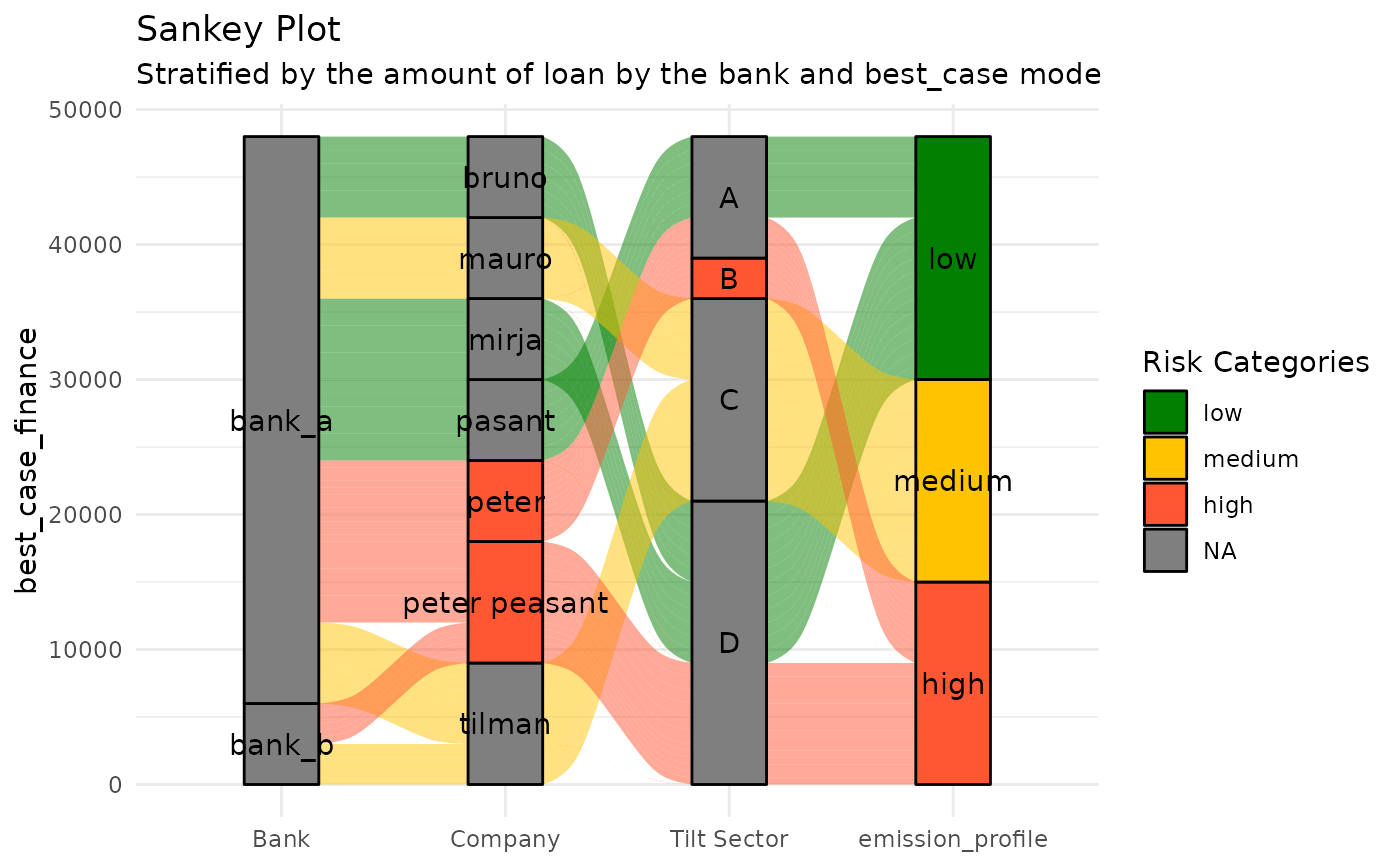 Sankey Plot
Stratified by the amount of loan by the bank and best_case mode
best_case_finance
50000
40000
30000
20000
10000
0
bank_a
bank_b
bruno
mauro
mirja
pasant
peter
peter peasant
tilman
A
B
C
D
low
medium
high
Bank
Company
Tilt Sector
emission_profile
Risk Categories
low
medium
high
NA